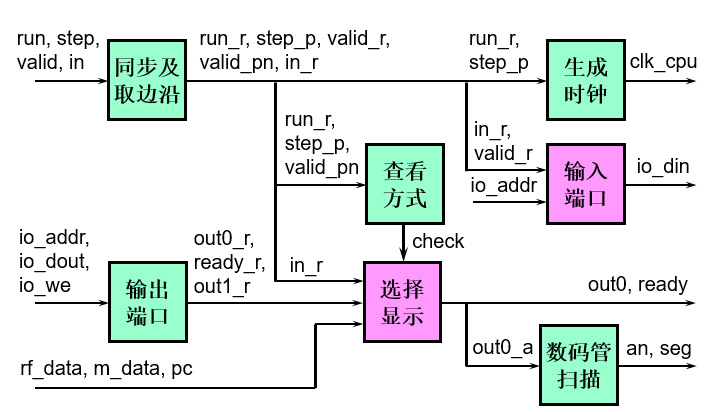 run, step,
valid, in
同步及
取边沿
run_r, step_p, valid_r,
valid_pn, in_r
run_r,
step_p
生成
时钟
clk_cpu
run_r,
step_p,
valid_pn
查看
方式
in_r,
valid_r
io_addr
输入
端口
io_din
check
io_addr,
io_dout,
io_we
输出
端口
out0_r,
ready_r,
out1_r
in_r
选择
显示
out0, ready
out0_a
数码管
扫描
an, seg
rf_data, m_data, pc